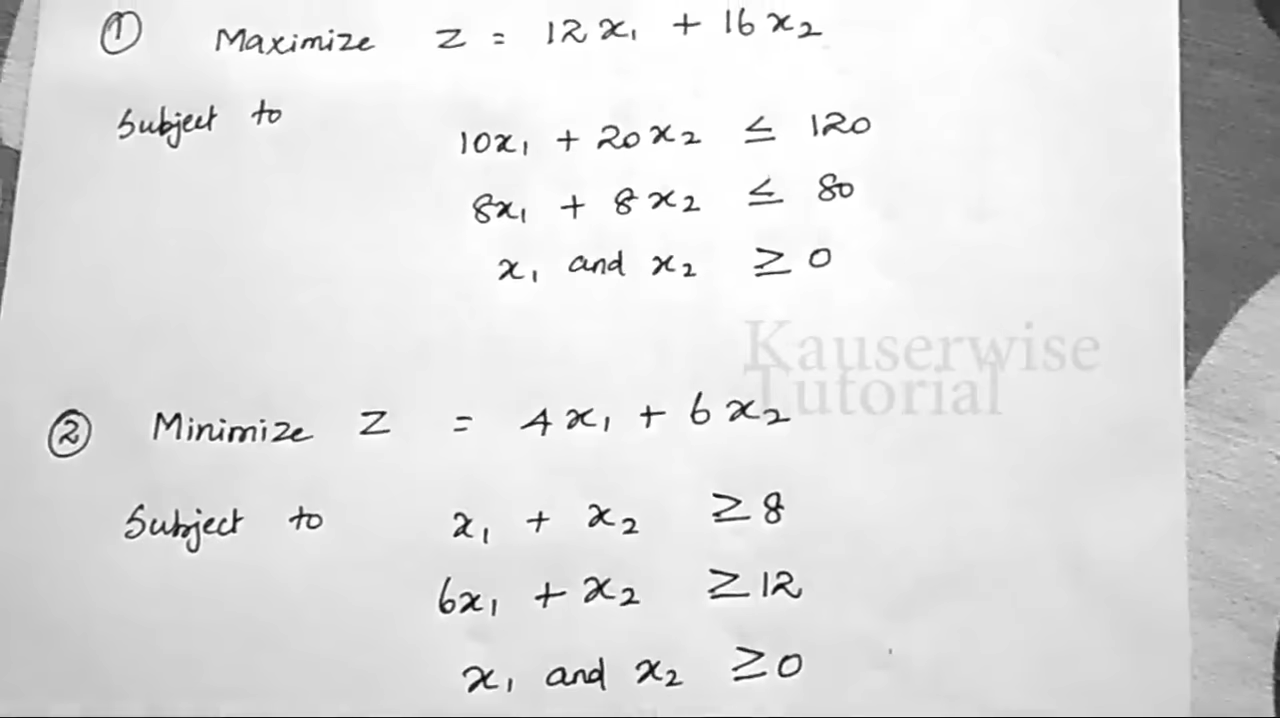 ① Maximize Z = 12x₁ + 16x₂
Subject to
10x₁ + 20x₂ ≤ 120
8x₁ + 8x₂ ≤ 80
x₁ and x₂ ≥ 0
Kauserwise
Tutorial
② Minimize Z = 4x₁ + 6x₂
Subject to x₁ + x₂ ≥ 8
6x₁ + x₂ ≥ 12
x₁ and x₂ ≥ 0